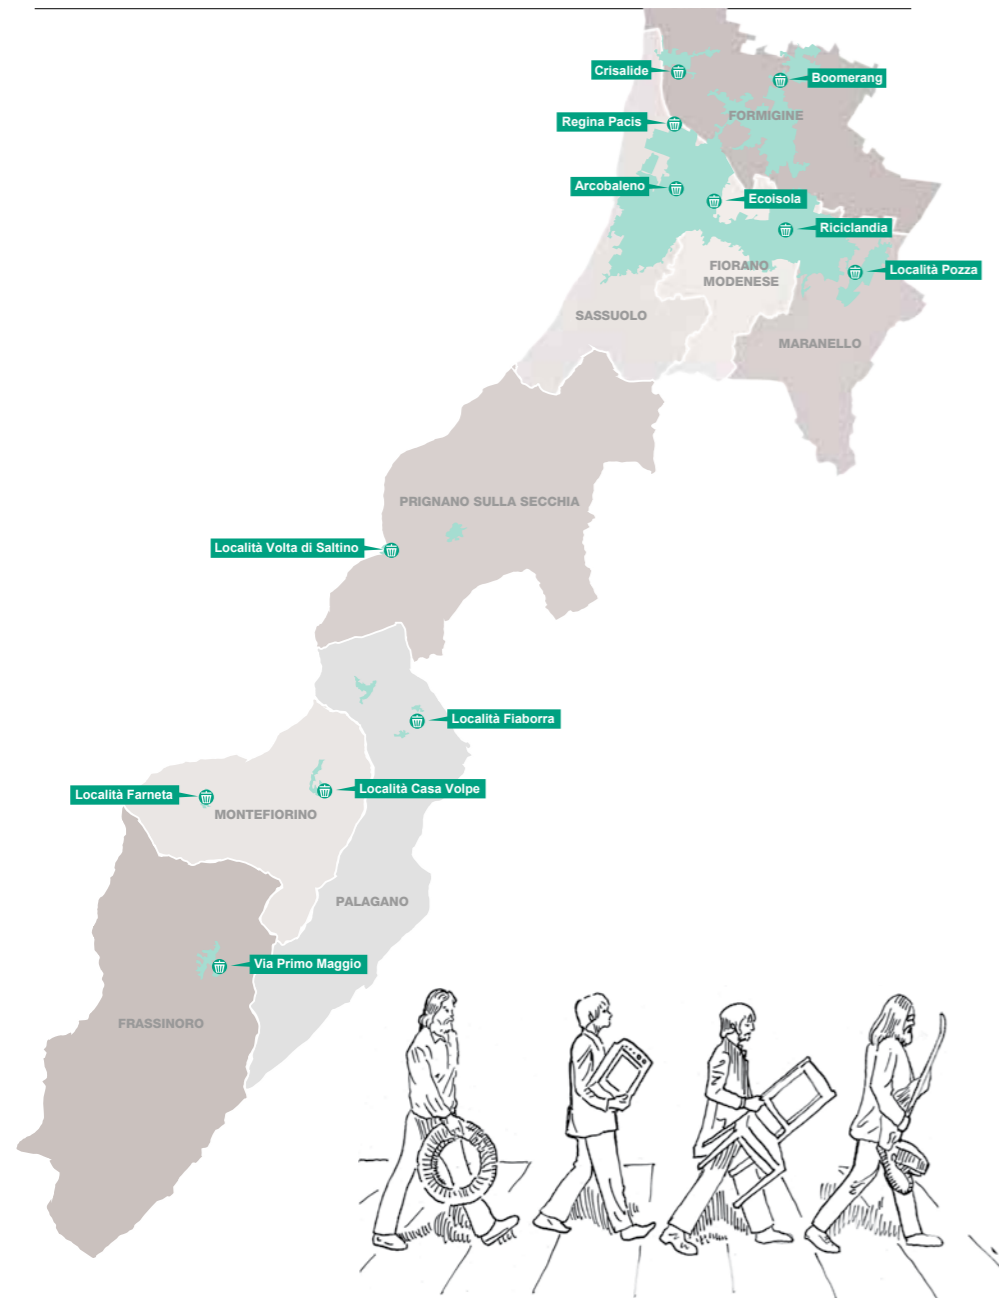 Crisalide
Boomerang
Regina Pacis
FORMIGINE
Arcobaleno
Ecoisola
Riciclandia
FIORANO
MODENESE
Località Pozza
SASSUOLO
MARANELLO
PRIGNANO SULLA SECCHIA
Località Volta di Saltino
Località Fiaborra
Località Casa Volpe
Località Farneta
MONTEFIORINO
PALAGANO
Via Primo Maggio
FRASSINORO